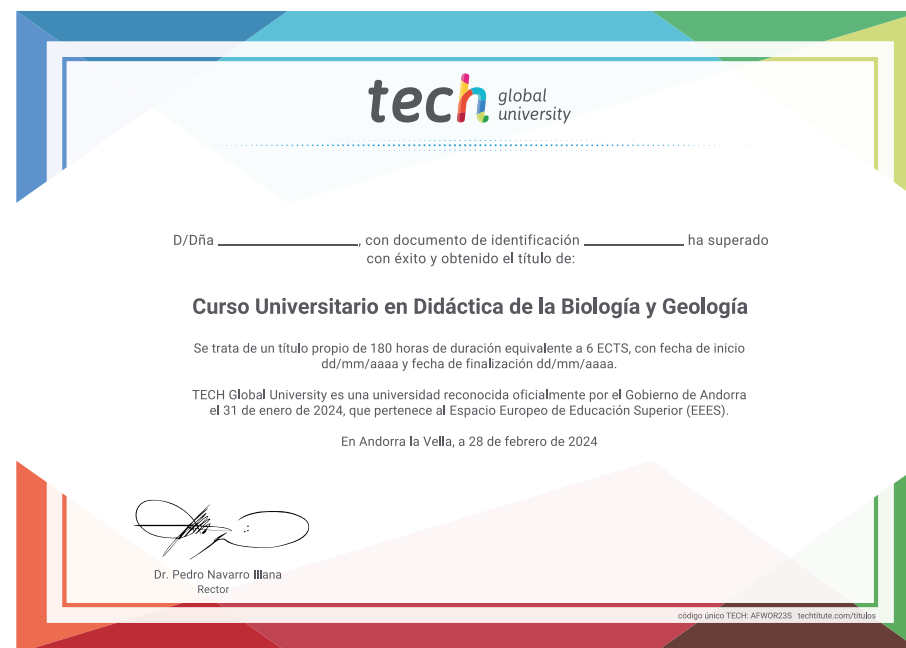 tech global university
D/Dña ____________________, con documento de identificación ______________ ha superado
con éxito y obtenido el título de:
Curso Universitario en Didáctica de la Biología y Geología
Se trata de un título propio de 180 horas de duración equivalente a 6 ECTS, con fecha de inicio
dd/mm/aaaa y fecha de finalización dd/mm/aaaa.
TECH Global University es una universidad reconocida oficialmente por el Gobierno de Andorra
el 31 de enero de 2024, que pertenece al Espacio Europeo de Educación Superior (EEES).
En Andorra la Vella, a 28 de febrero de 2024
Dr. Pedro Navarro Illana
Rector
código único TECH: AFWOR23S techtitute.com/titulos